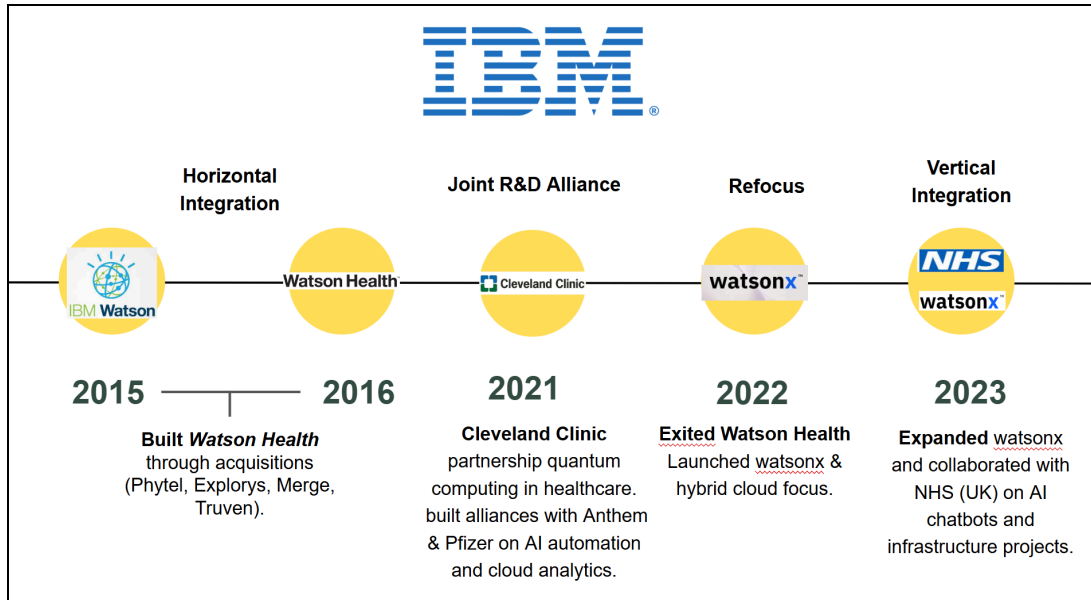 IBM®
Horizontal
Integration
Joint R&D Alliance
Refocus
Vertical
Integration
IBM Watson
Watson Health
Cleveland Clinic
watsonx™
NHS
watsonx™
2015
2016
2021
2022
2023
Built Watson Health
through acquisitions
(Phytel, Explorys, Merge,
Truven).
Cleveland Clinic
partnership quantum
computing in healthcare.
built alliances with Anthem
& Pfizer on AI automation
and cloud analytics.
Exited Watson Health
Launched watsonx &
hybrid cloud focus.
Expanded watsonx
and collaborated with
NHS (UK) on AI
chatbots and
infrastructure projects.